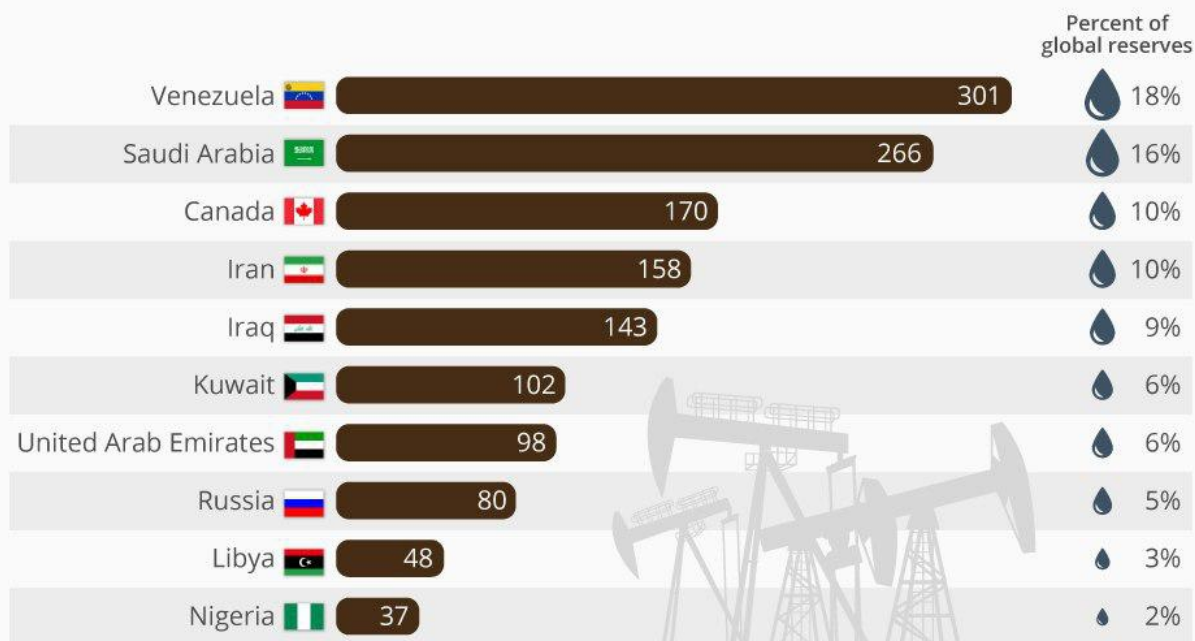 Percent of
global reserves
Venezuela 301 18%
Saudi Arabia 266 16%
Canada 170 10%
Iran 158 10%
Iraq 143 9%
Kuwait 102 6%
United Arab Emirates 98 6%
Russia 80 5%
Libya 48 3%
Nigeria 37 2%